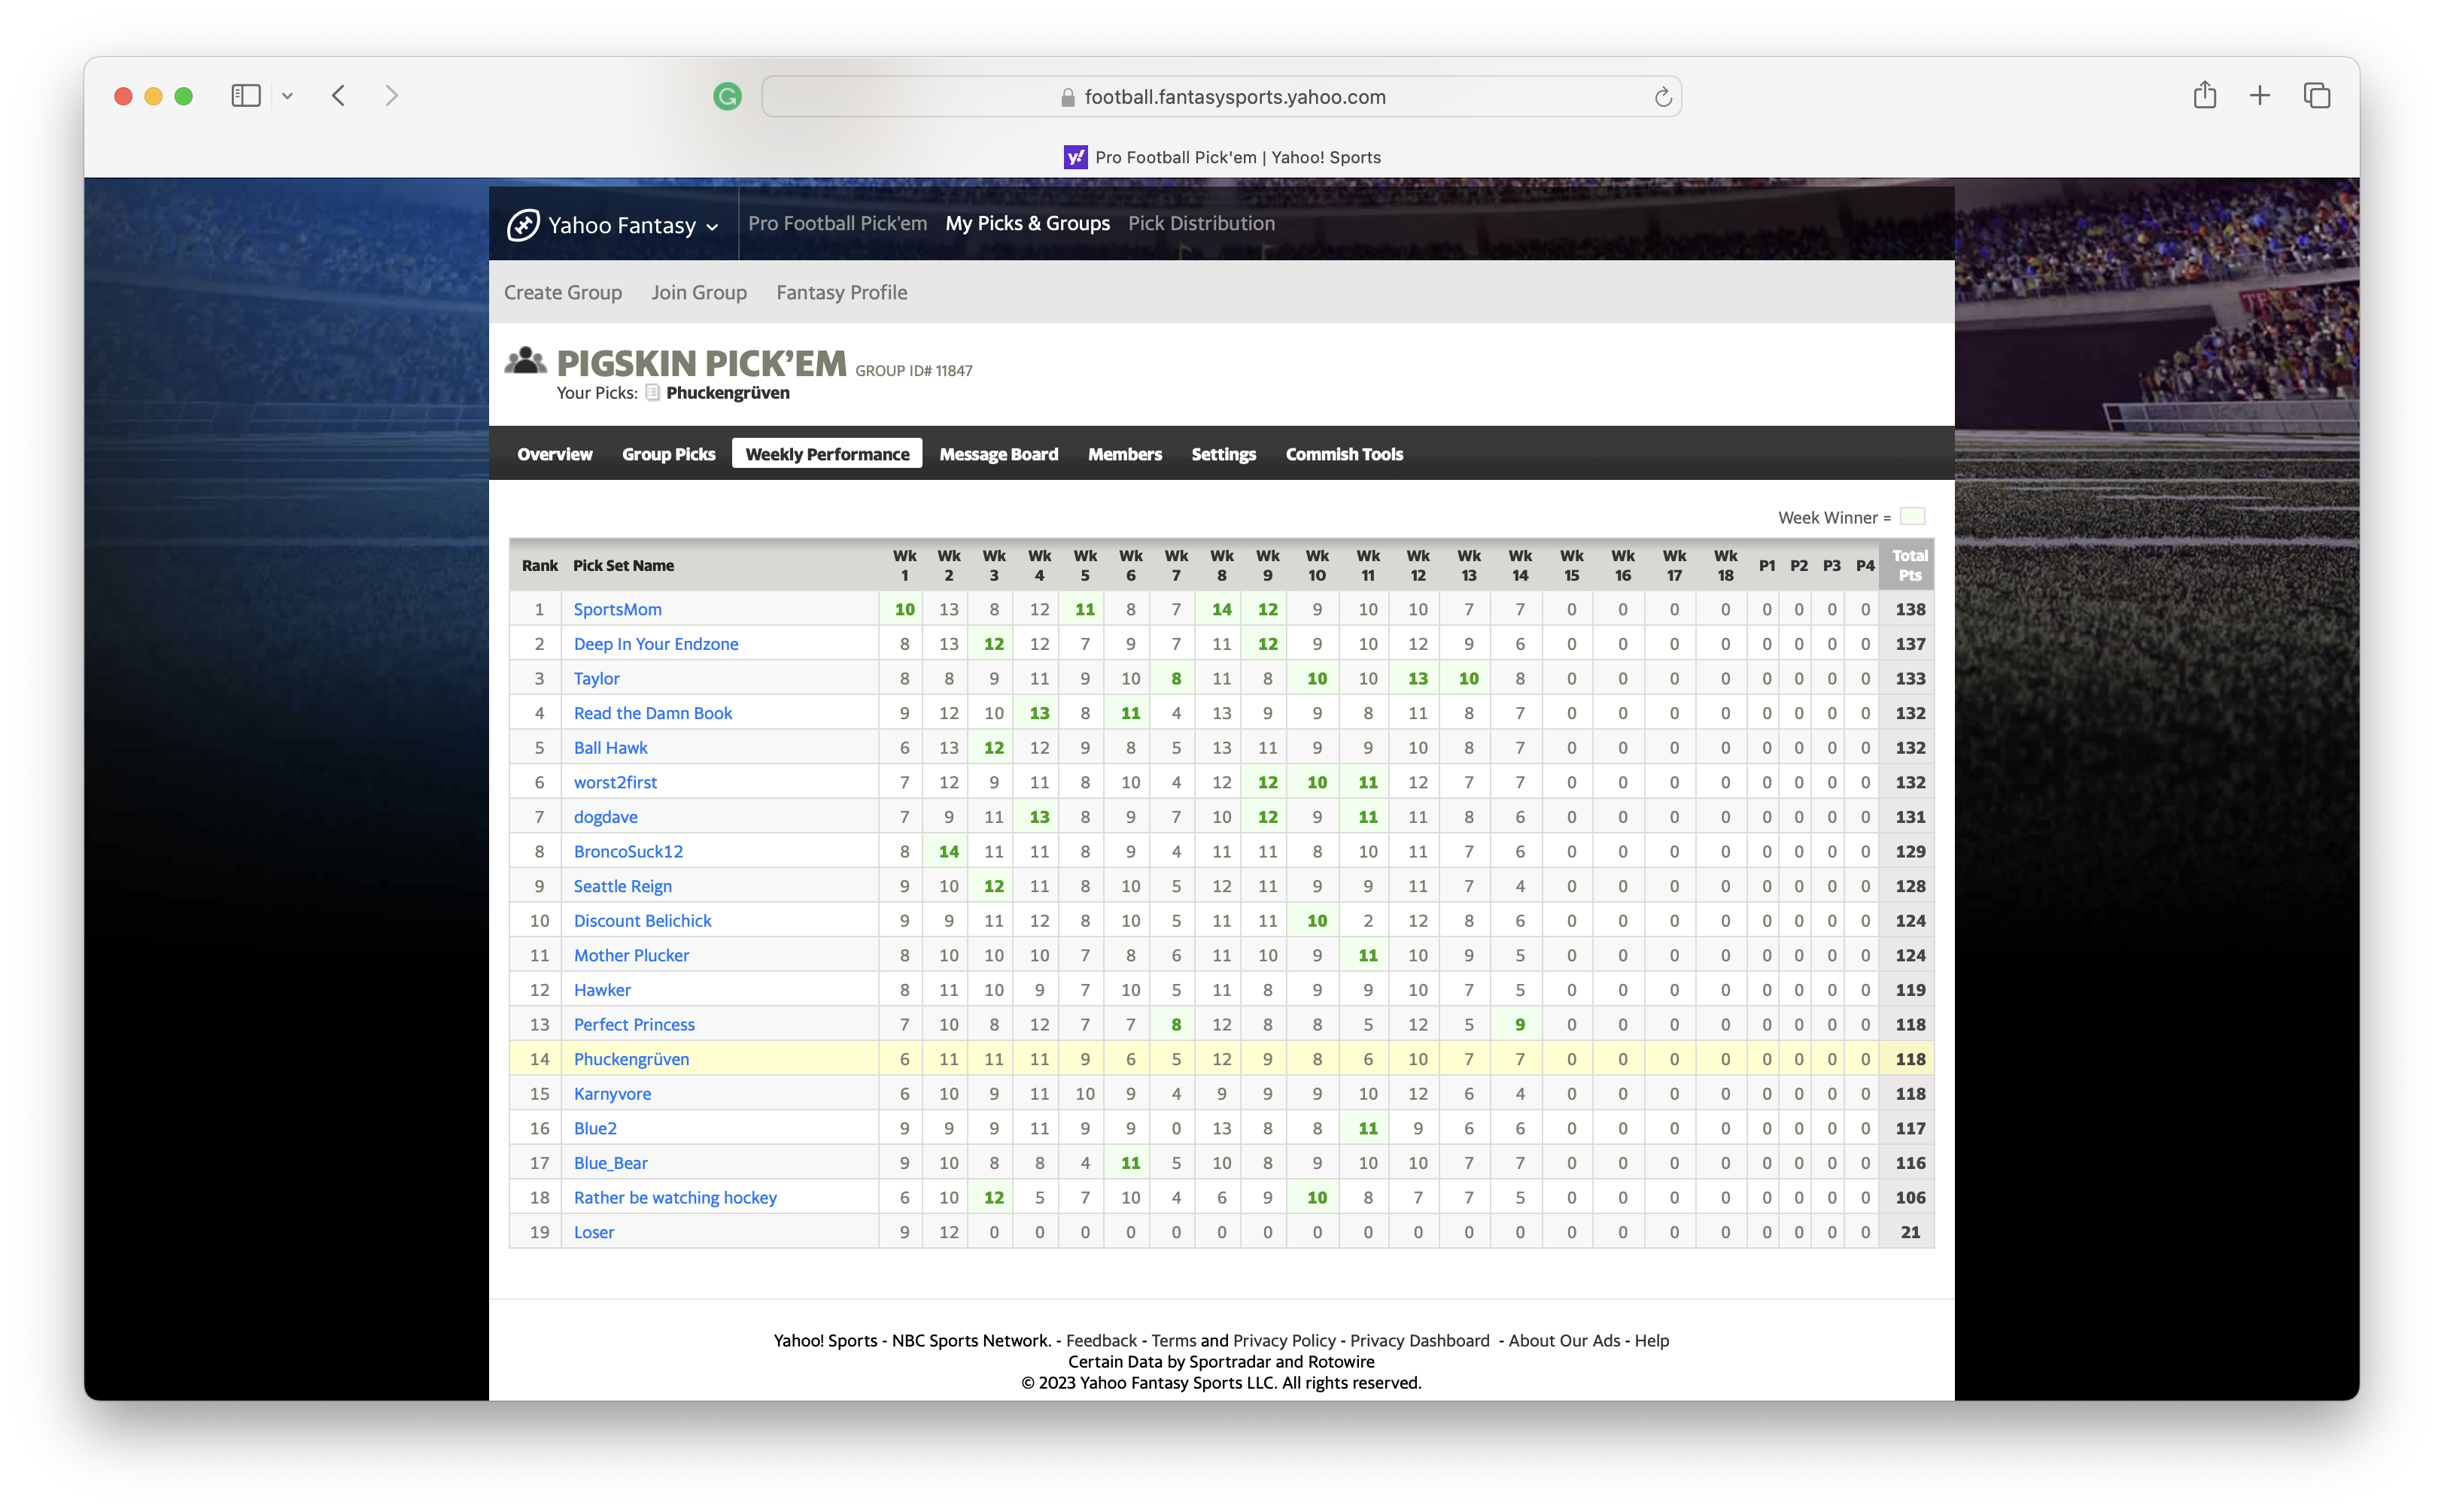 football.fantasysports.yahoo.com
y! Pro Football Pick'em | Yahoo! Sports
Yahoo Fantasy Pro Football Pick'em My Picks & Groups Pick Distribution
Create Group Join Group Fantasy Profile
PIGSKIN PICK'EM GROUP ID# 11847
Your Picks: Phuckengrüven
Overview Group Picks Weekly Performance Message Board Members Settings Commish Tools
Week Winner =
Rank Pick Set Name Wk 1 Wk 2 Wk 3 Wk 4 Wk 5 Wk 6 Wk 7 Wk 8 Wk 9 Wk 10 Wk 11 Wk 12 Wk 13 Wk 14 Wk 15 Wk 16 Wk 17 Wk 18 P1 P2 P3 P4 Total Pts
1 SportsMom 10 13 8 12 11 8 7 14 12 9 10 10 7 7 0 0 0 0 0 0 0 0 138
2 Deep In Your Endzone 8 13 12 12 7 9 7 11 12 9 10 12 9 6 0 0 0 0 0 0 0 0 137
3 Taylor 8 8 9 11 9 10 8 11 8 10 10 13 10 8 0 0 0 0 0 0 0 0 133
4 Read the Damn Book 9 12 10 13 8 11 4 13 9 9 8 11 8 7 0 0 0 0 0 0 0 0 132
5 Ball Hawk 6 13 12 12 9 8 5 13 11 9 9 10 8 7 0 0 0 0 0 0 0 0 132
6 worst2first 7 12 9 11 8 10 4 12 12 10 11 12 7 7 0 0 0 0 0 0 0 0 132
7 dogdave 7 9 11 13 8 9 7 10 12 9 11 11 8 6 0 0 0 0 0 0 0 0 131
8 BroncoSuck12 8 14 11 11 8 9 4 11 11 8 10 11 7 6 0 0 0 0 0 0 0 0 129
9 Seattle Reign 9 10 12 11 8 10 5 12 11 9 9 11 7 4 0 0 0 0 0 0 0 0 128
10 Discount Belichick 9 9 11 12 8 10 5 11 11 10 2 12 8 6 0 0 0 0 0 0 0 0 124
11 Mother Plucker 8 10 10 10 7 8 6 11 10 9 11 10 9 5 0 0 0 0 0 0 0 0 124
12 Hawker 8 11 10 9 7 10 5 11 8 9 9 10 7 5 0 0 0 0 0 0 0 0 119
13 Perfect Princess 7 10 8 12 7 7 8 12 8 8 5 12 5 9 0 0 0 0 0 0 0 0 118
14 Phuckengrüven 6 11 11 11 9 6 5 12 9 8 6 10 7 7 0 0 0 0 0 0 0 0 118
15 Karnyvore 6 10 9 11 10 9 4 9 9 9 10 12 6 4 0 0 0 0 0 0 0 0 118
16 Blue2 9 9 9 11 9 9 0 13 8 8 11 9 6 6 0 0 0 0 0 0 0 0 117
17 Blue_Bear 9 10 8 8 4 11 5 10 8 9 10 10 7 7 0 0 0 0 0 0 0 0 116
18 Rather be watching hockey 6 10 12 5 7 10 4 6 9 10 8 7 7 5 0 0 0 0 0 0 0 0 106
19 Loser 9 12 0 0 0 0 0 0 0 0 0 0 0 0 0 0 0 0 0 0 0 0 21
Yahoo! Sports - NBC Sports Network. - Feedback - Terms and Privacy Policy - Privacy Dashboard - About Our Ads - Help
Certain Data by Sportradar and Rotowire
© 2023 Yahoo Fantasy Sports LLC. All rights reserved.